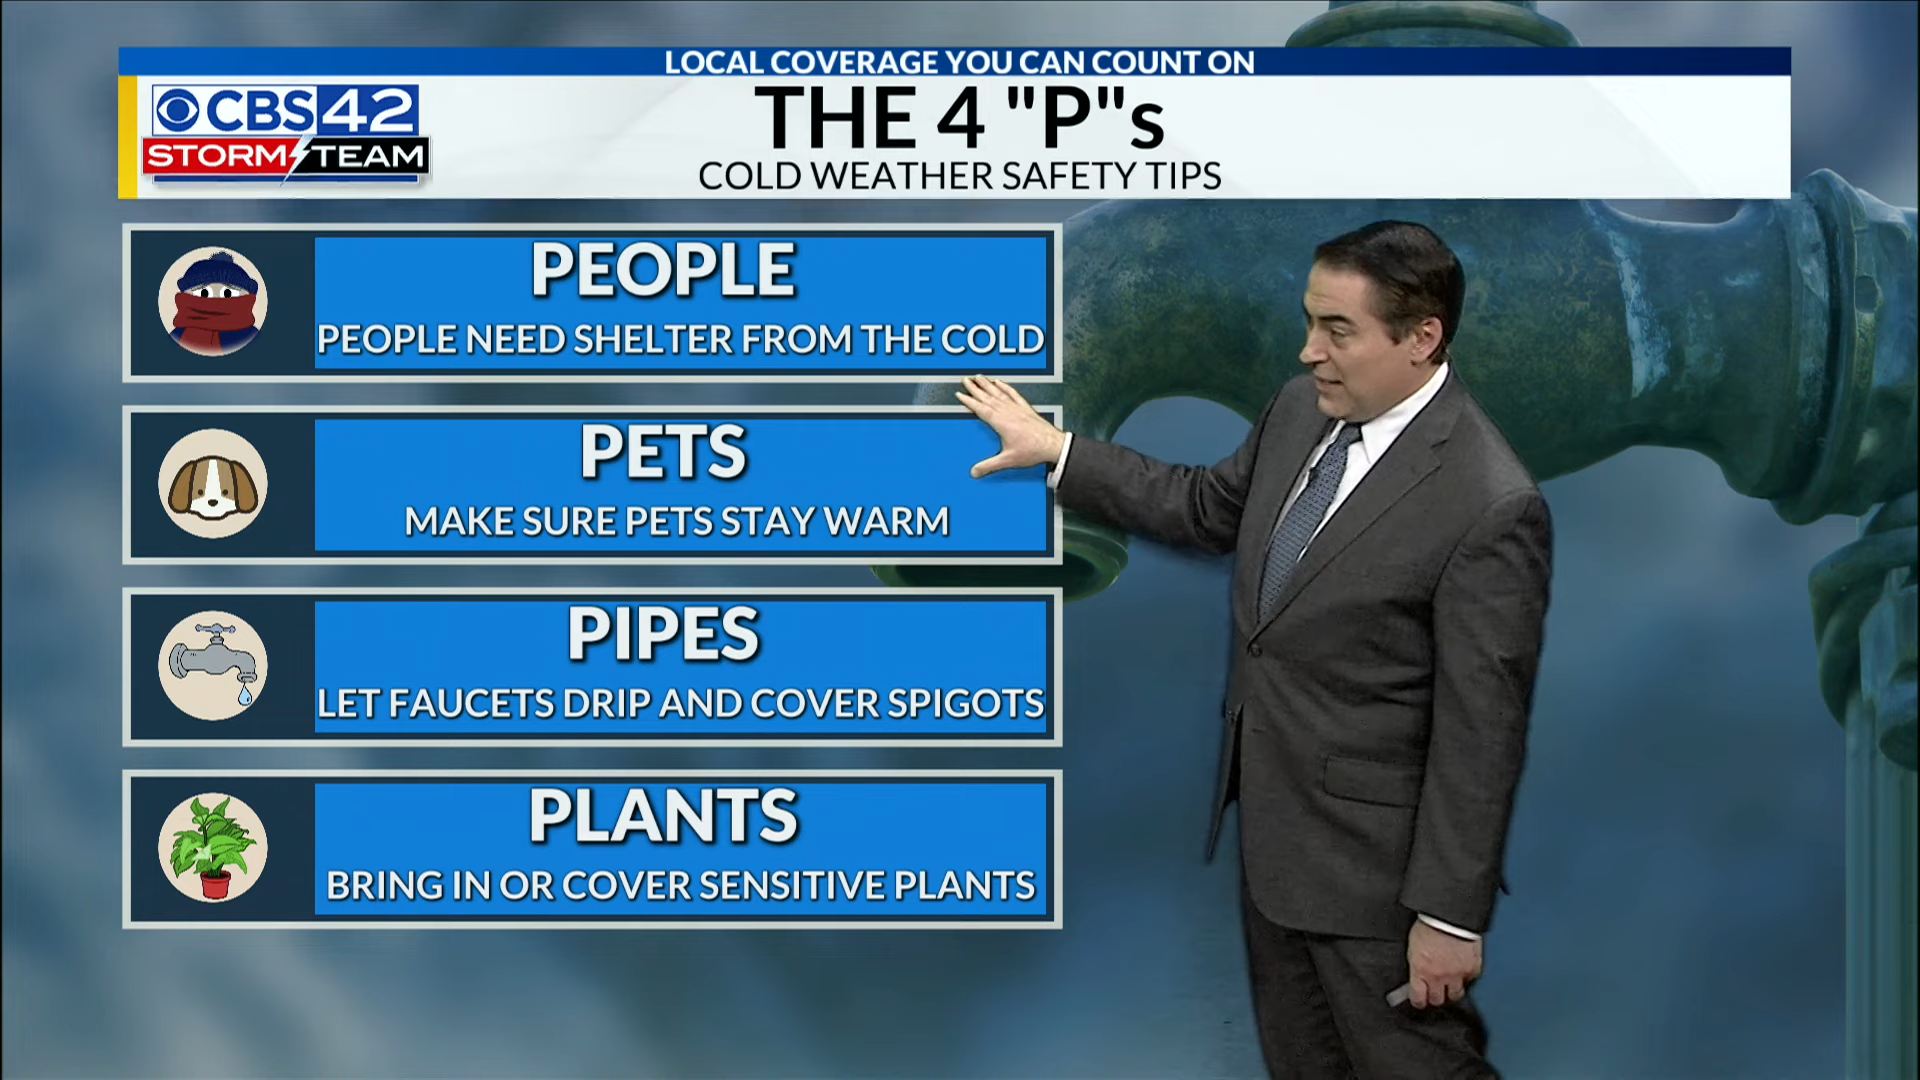 LOCAL COVERAGE YOU CAN COUNT ON
CBS 42
STORM TEAM
THE 4 "P"s
COLD WEATHER SAFETY TIPS
PEOPLE
PEOPLE NEED SHELTER FROM THE COLD
PETS
MAKE SURE PETS STAY WARM
PIPES
LET FAUCETS DRIP AND COVER SPIGOTS
PLANTS
BRING IN OR COVER SENSITIVE PLANTS